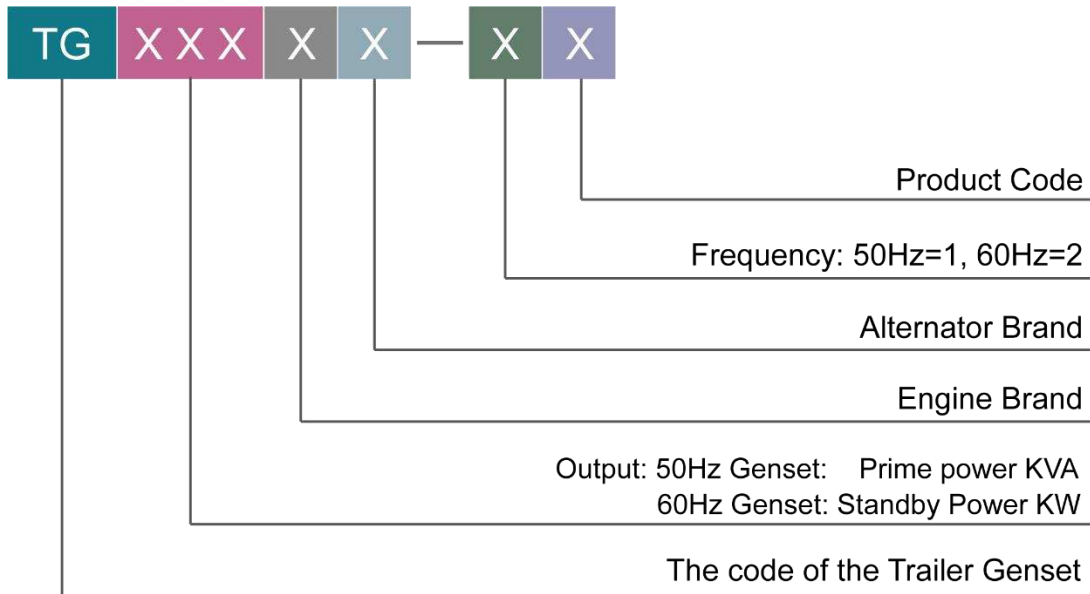 TG X X X X X — X X
Product Code
Frequency: 50Hz=1, 60Hz=2
Alternator Brand
Engine Brand
Output: 50Hz Genset: Prime power KVA
60Hz Genset: Standby Power KW
The code of the Trailer Genset